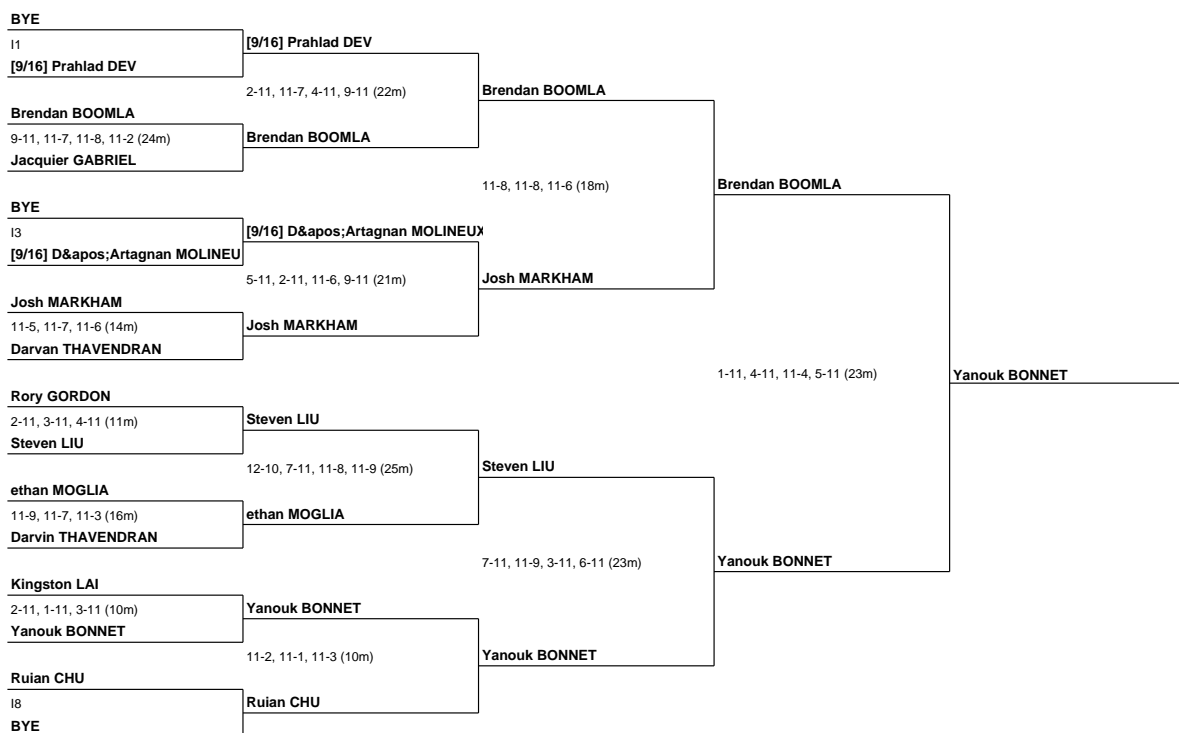 BYE
I1
[9/16] Prahlad DEV
Brendan BOOMLA
9-11, 11-7, 11-8, 11-2 (24m)
Jacquier GABRIEL
BYE
I3
[9/16] D&apos;Artagnan MOLINEU
Josh MARKHAM
11-5, 11-7, 11-6 (14m)
Darvan THAVENDRAN
Rory GORDON
2-11, 3-11, 4-11 (11m)
Steven LIU
ethan MOGLIA
11-9, 11-7, 11-3 (16m)
Darvin THAVENDRAN
Kingston LAI
2-11, 1-11, 3-11 (10m)
Yanouk BONNET
Ruian CHU
I8
BYE
[9/16] Prahlad DEV
2-11, 11-7, 4-11, 9-11 (22m)
Brendan BOOMLA
[9/16] D&apos;Artagnan MOLINEUX
5-11, 2-11, 11-6, 9-11 (21m)
Josh MARKHAM
Steven LIU
12-10, 7-11, 11-8, 11-9 (25m)
ethan MOGLIA
Yanouk BONNET
11-2, 11-1, 11-3 (10m)
Ruian CHU
Brendan BOOMLA
11-8, 11-8, 11-6 (18m)
Josh MARKHAM
Steven LIU
7-11, 11-9, 3-11, 6-11 (23m)
Yanouk BONNET
Brendan BOOMLA
1-11, 4-11, 11-4, 5-11 (23m)
Yanouk BONNET
Yanouk BONNET